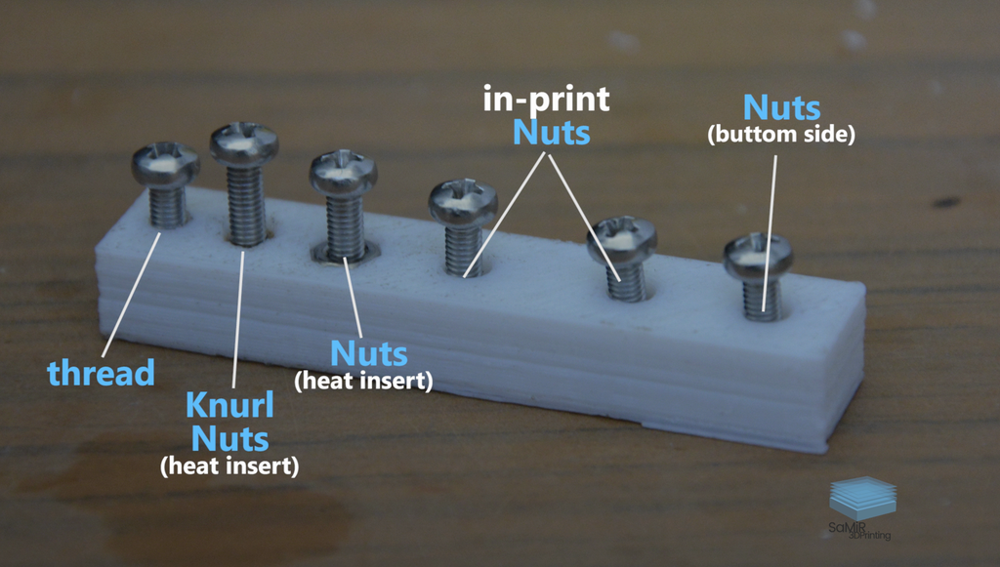 in-print
Nuts
Nuts
(buttom side)
Nuts
(heat insert)
thread
Knurl
Nuts
(heat insert)
SaMiR
3DPrinting